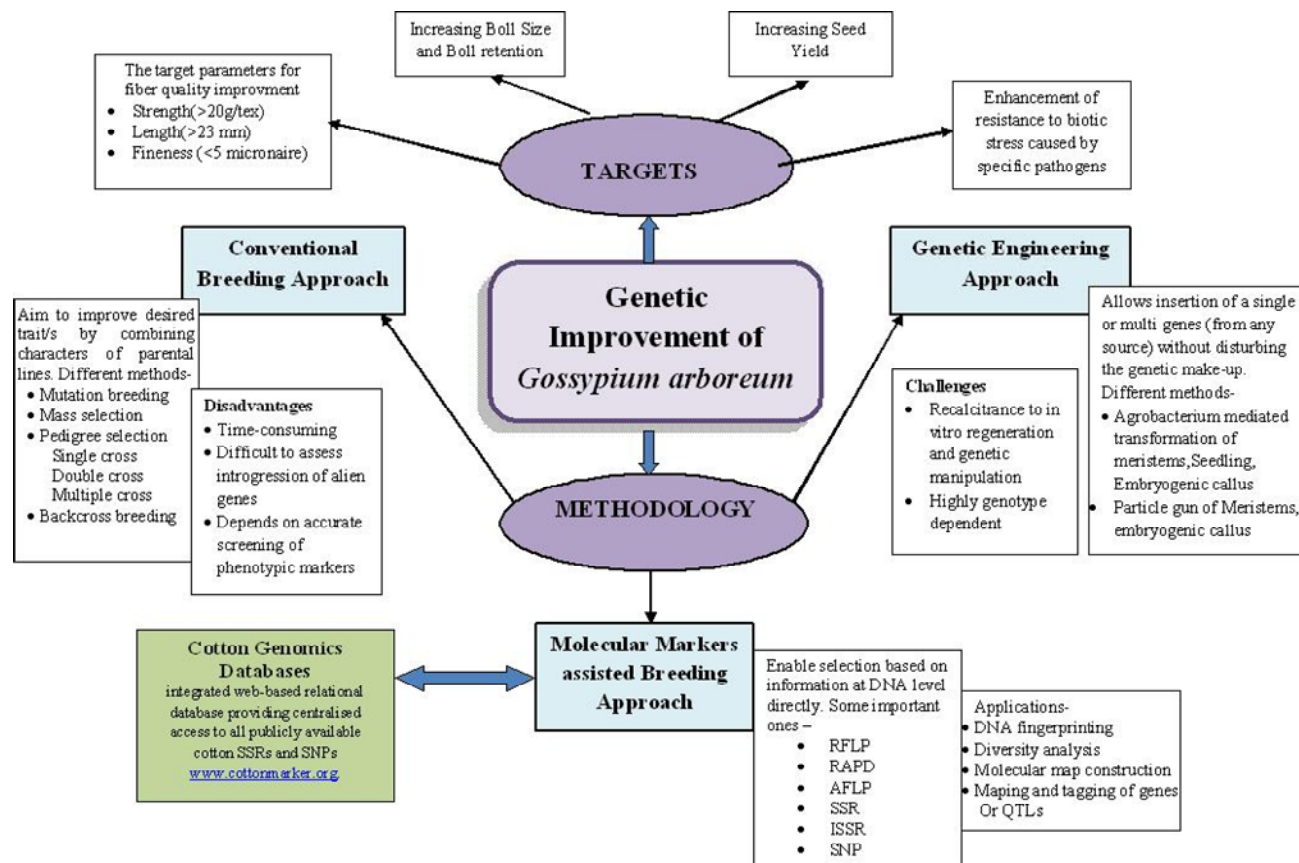 Increasing Boll Size
and Boll retention
Increasing Seed
Yield
The target parameters for
fiber quality improvment
• Strength(>20g/tex)
• Length(>23 mm)
• Fineness (<5 micronaire)
Enhancement of
resistance to biotic
stress caused by
specific pathogens
TARGETS
Conventional
Breeding Approach
Genetic Engineering
Approach
Genetic
Improvement of
Gossypium arboreum
Aim to improve desired
trait/s by combining
characters of parental
lines. Different methods-
• Mutation breeding
• Mass selection
• Pedigree selection
Single cross
Double cross
Multiple cross
• Backcross breeding
Disadvantages
• Time-consuming
• Difficult to assess
introgression of alien
genes
• Depends on accurate
screening of
phenotypic markers
Challenges
• Recalcitrance to in
vitro regeneration
and genetic
manipulation
• Highly genotype
dependent
Allows insertion of a single
or multi genes (from any
source) without disturbing
the genetic make-up.
Different methods-
• Agrobacterium mediated
transformation of
meristems,Seedling,
Embryogenic callus
• Particle gun of Meristems,
embryogenic callus
METHODOLOGY
Cotton Genomics
Databases
integrated web-based relational
database providing centralised
access to all publicly available
cotton SSRs and SNPs
www.cottonmarker.org.
Molecular Markers
assisted Breeding
Approach
Enable selection based on
information at DNA level
directly. Some important
ones –
• RFLP
• RAPD
• AFLP
• SSR
• ISSR
• SNP
Applications-
• DNA fingerprinting
• Diversity analysis
• Molecular map construction
• Maping and tagging of genes
Or QTLs